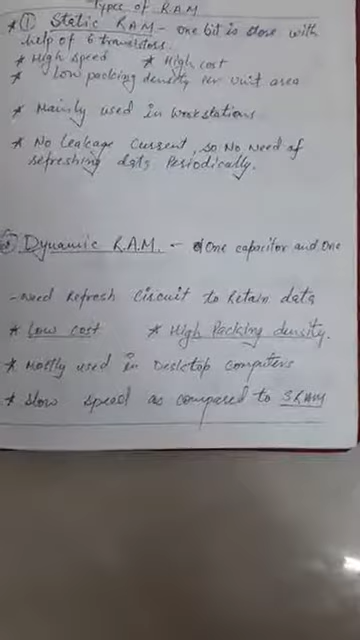 Types of RAM
* ① Static RAM - one bit is store with
help of 6 transistors.
* High speed * High cost
* low packing density per unit area
* Mainly used in workstations
* No Leakage current, so No Need of
refreshing data Periodically.
② Dynamic R.A.M. - One capacitor and One
- Need Refresh Circuit to Retain data
* Low cost * High Packing density.
* Mostly used in Desktop computers
* Slow speed as compared to SRAM